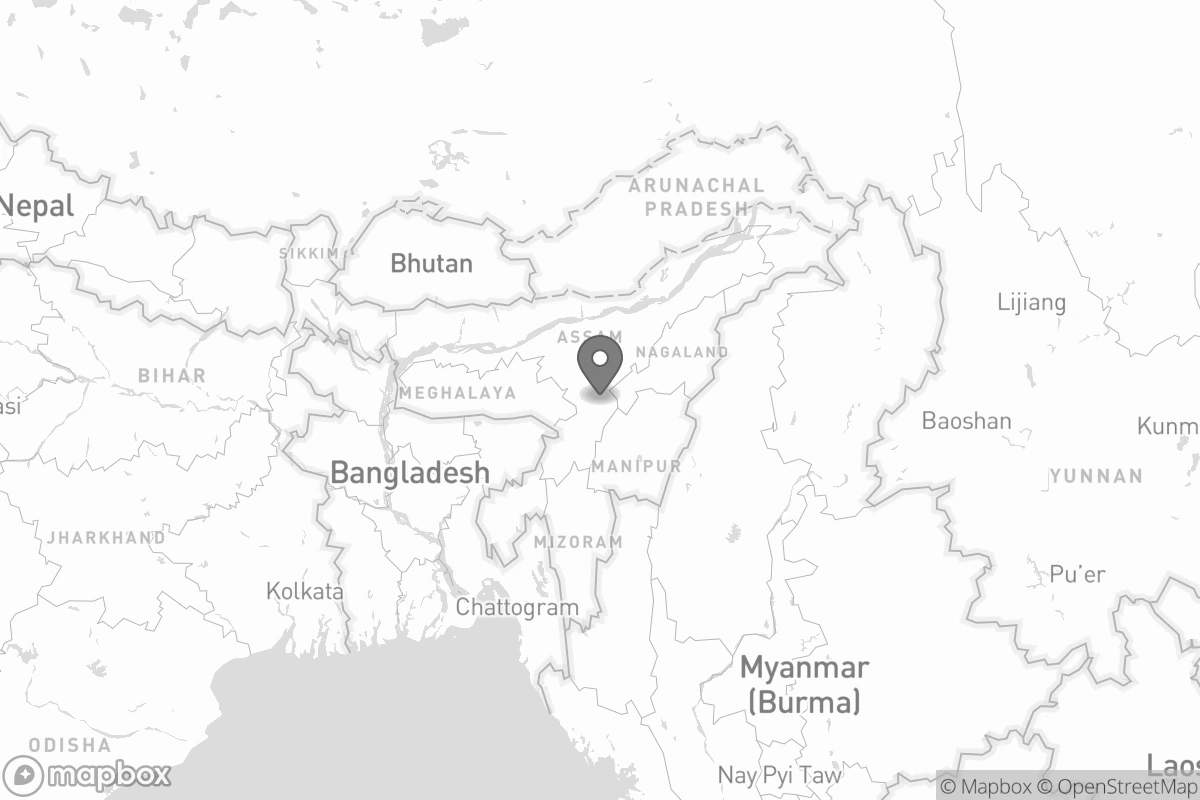 ARUNACHAL
PRADESH
Nepal
SIKKIM
Bhutan
Lijiang
ASSAM
NAGALAND
BIHAR
MEGHALAYA
asi
Baoshan
Kunm
Bangladesh
MANIPUR
YUNNAN
JHARKHAND
MIZORAM
Pu’er
Kolkata
Chattogram
Myanmar
(Burma)
ODISHA
Laos
Nay Pyi Taw
mapbox
© Mapbox © OpenStreetMap